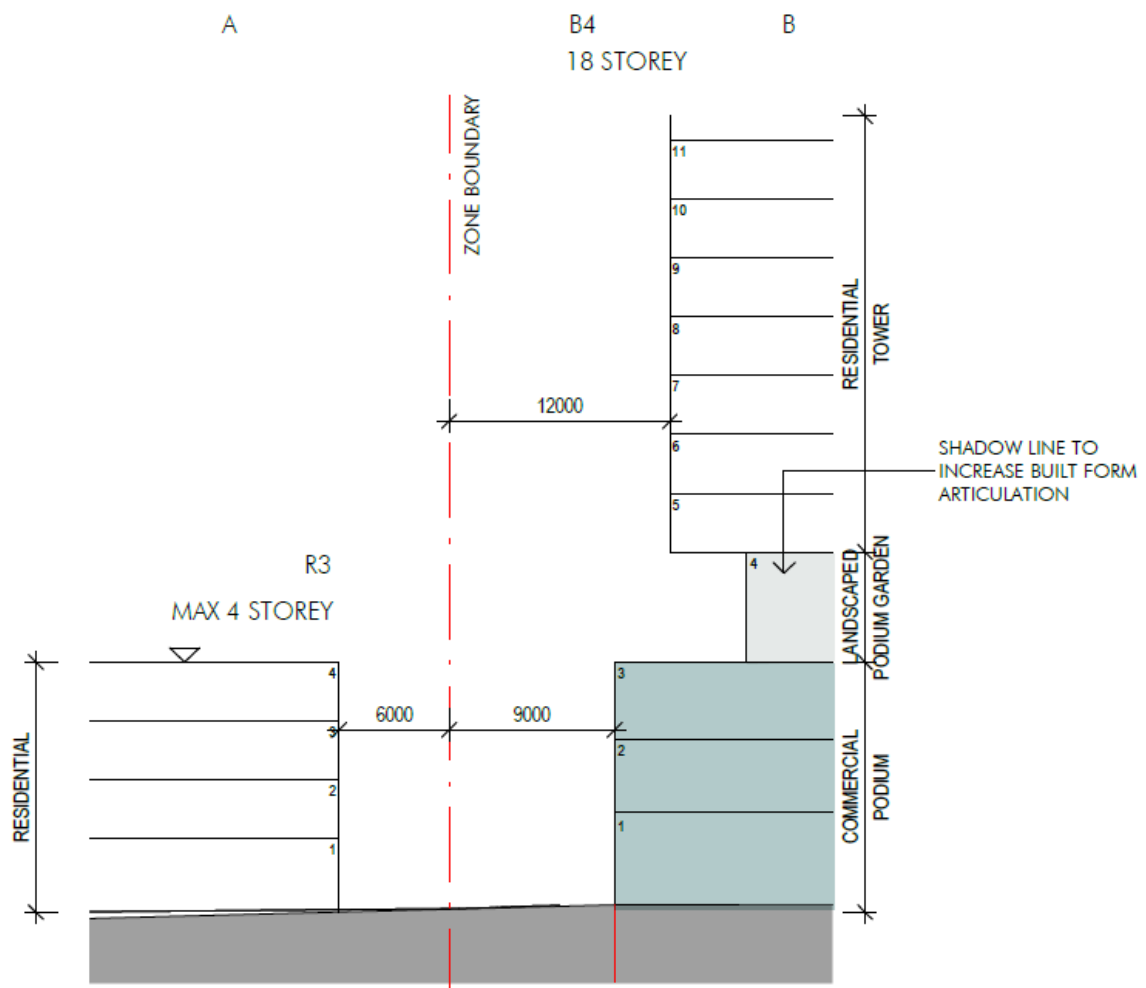 A
B4
B
18 STOREY
ZONE BOUNDARY
11
10
9
8
7
6
5
4
3
2
1
12000
RESIDENTIAL
TOWER
SHADOW LINE TO
INCREASE BUILT FORM
ARTICULATION
LANDSCAPED
PODIUM GARDEN
R3
MAX 4 STOREY
4
3
2
1
6000
9000
RESIDENTIAL
COMMERCIAL
PODIUM